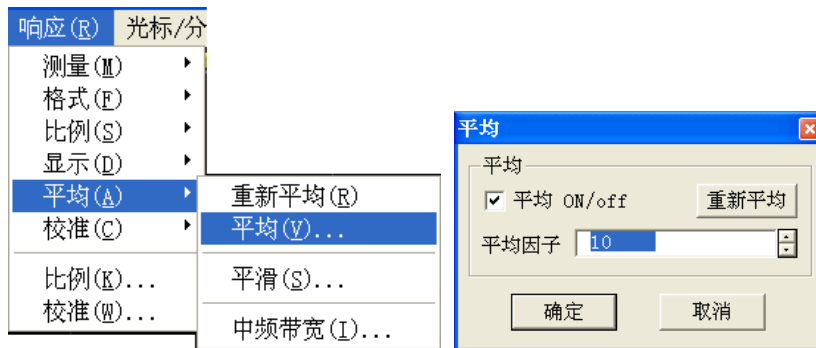 响应(R) 光标/分
测量(M)
格式(F)
比例(S)
显示(D)
平均(A)
校准(C)
比例(K)...
校准(W)...
重新平均(R)
平均(V)...
平滑(S)...
中频带宽(I)...
平均
平均
平均 ON/off 重新平均
平均因子 10
确定 取消